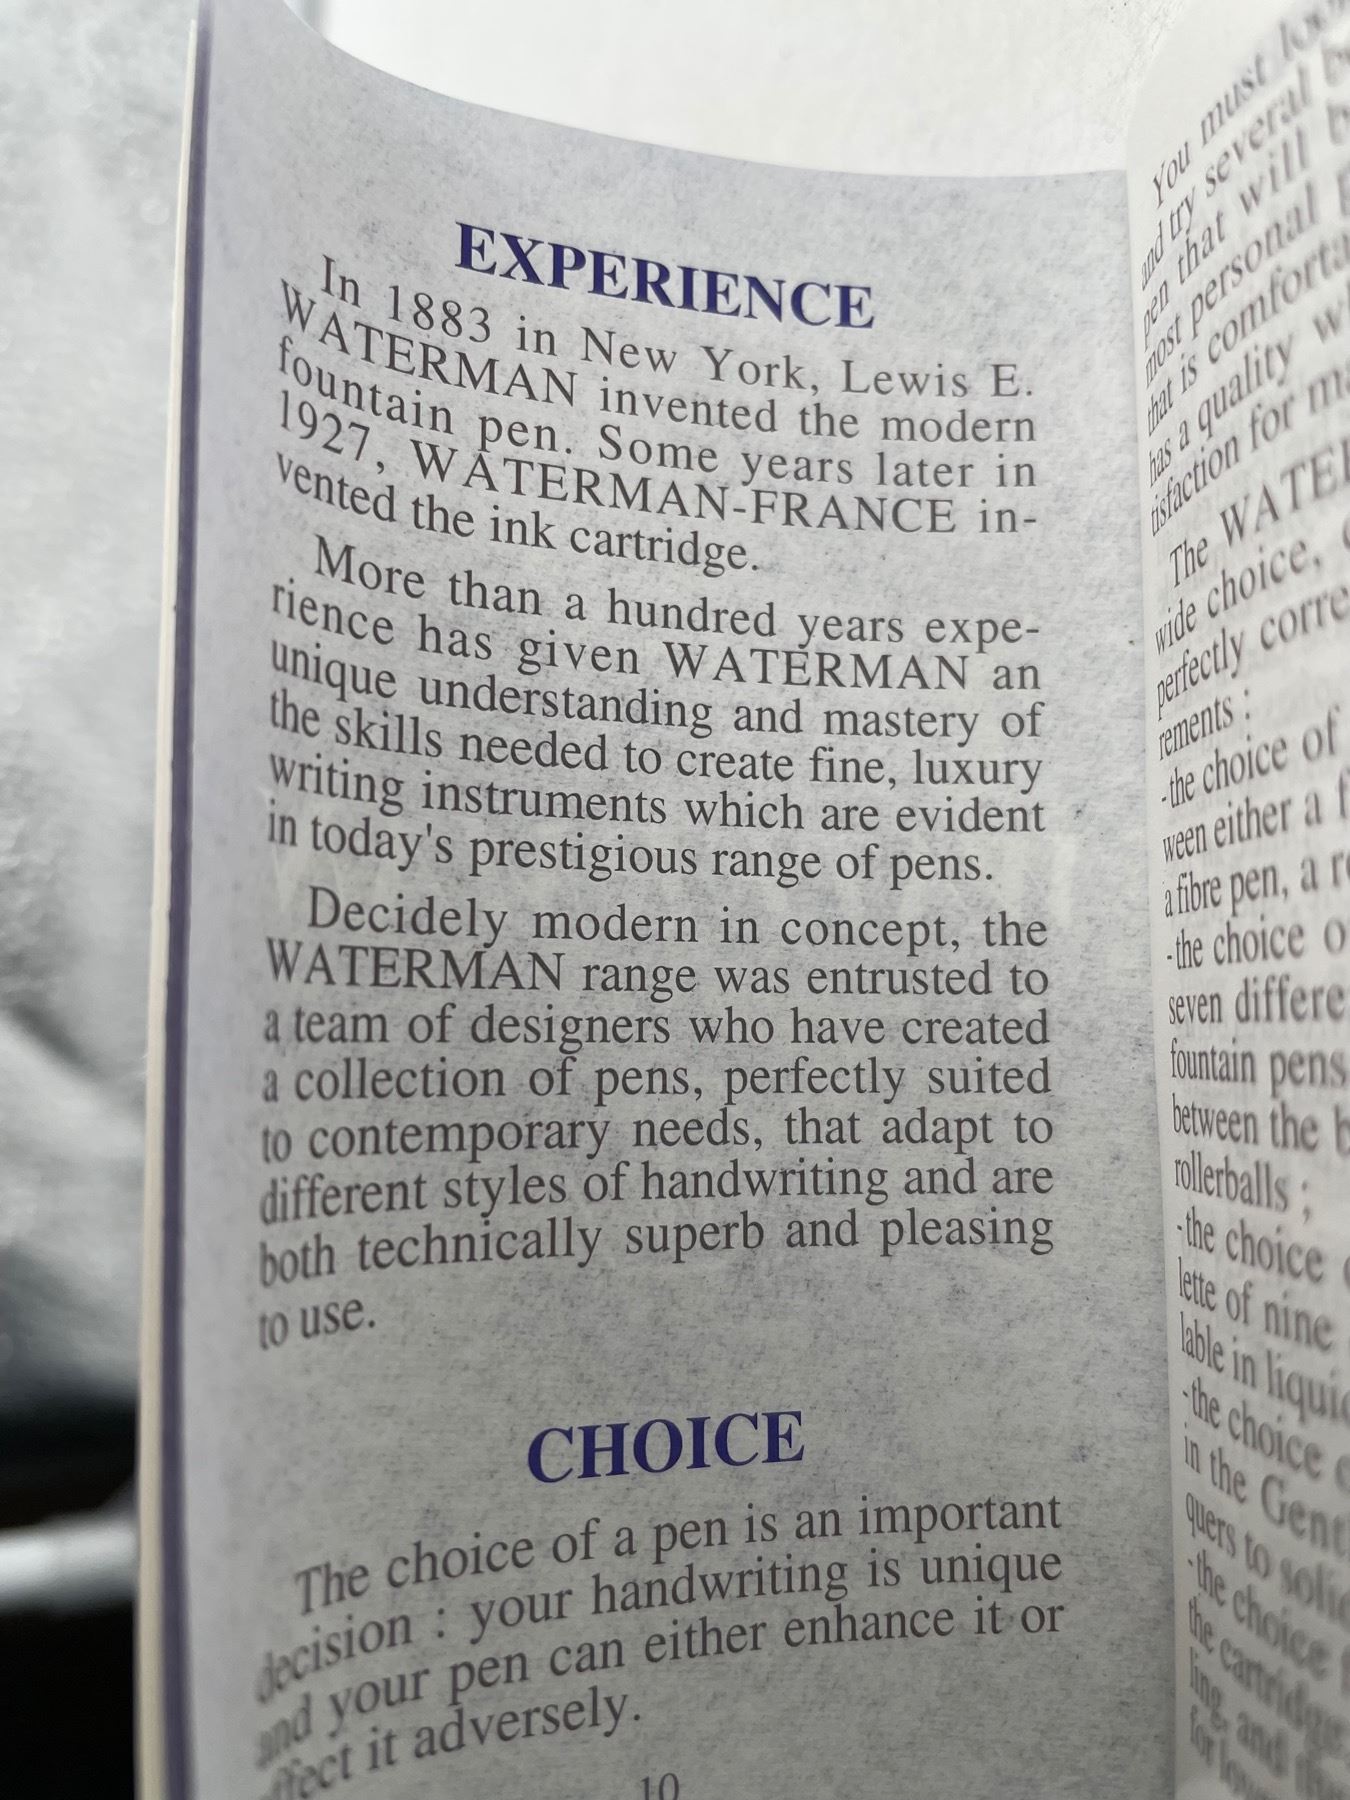 EXPERIENCE
In 1883 in New York, Lewis E.
WATERMAN invented the modern
fountain pen. Some years later in
1927, WATERMAN-FRANCE in-
vented the ink cartridge.
More than a hundred years expe-
rience has given WATERMAN an
unique understanding and mastery of
the skills needed to create fine, luxury
writing instruments which are evident
in today's prestigious range of pens.
Decidely modern in concept, the
WATERMAN range was entrusted to
a team of designers who have created
a collection of pens, perfectly suited
to contemporary needs, that adapt to
different styles of handwriting and are
both technically superb and pleasing
to use.
CHOICE
The choice of a pen is an important
decision : your handwriting is unique
and your pen can either enhance it or
ffect it adversely.
10
You must
and try several
pen that will
most personal
that is
has a quality
tisfaction for
The
wide choice,
perfectly
rements :
-the choice of
ween either a
a fibre pen, a
-the choice
seven
fountain pens
between the
rollerballs ;
-the choice
lette of nine
lable in
-the choice
in the
quers to
-the choice
the
ling, and
for